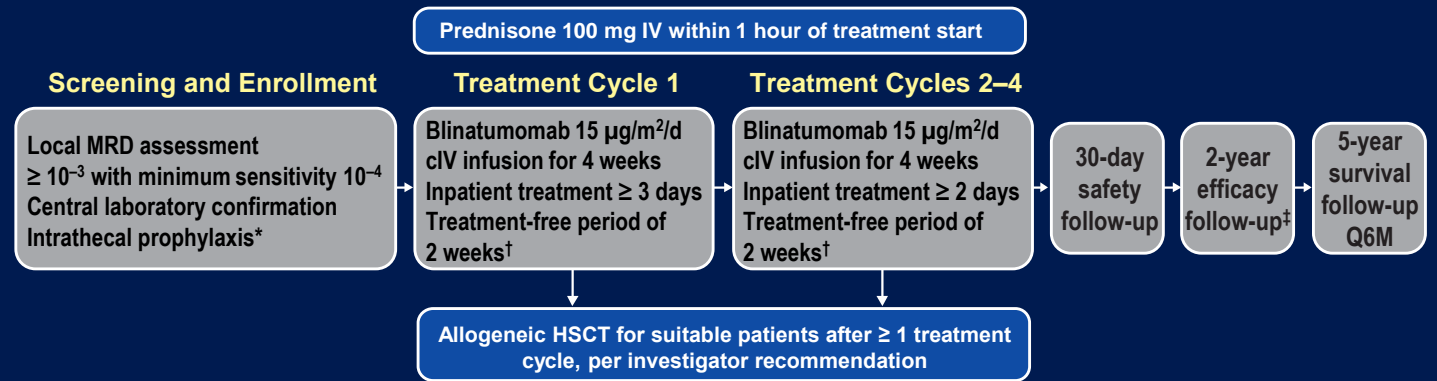 Prednisone 100 mg IV within 1 hour of treatment start
Screening and Enrollment
Local MRD assessment
≥ 10⁻³ with minimum sensitivity 10⁻⁴
Central laboratory confirmation
Intrathecal prophylaxis*
Treatment Cycle 1
Blinatumomab 15 µg/m²/d
cIV infusion for 4 weeks
Inpatient treatment ≥ 3 days
Treatment-free period of
2 weeks†
Treatment Cycles 2–4
Blinatumomab 15 µg/m²/d
cIV infusion for 4 weeks
Inpatient treatment ≥ 2 days
Treatment-free period of
2 weeks†
30-day
safety
follow-up
2-year
efficacy
follow-up‡
5-year
survival
follow-up
Q6M
Allogeneic HSCT for suitable patients after ≥ 1 treatment
cycle, per investigator recommendation